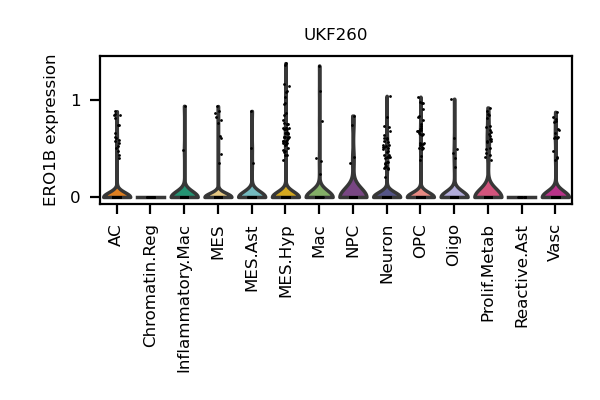 UKF260
ERO1B expression
1
0
AC
Chromatin.Reg
Inflammatory.Mac
MES
MES.Ast
MES.Hyp
Mac
NPC
Neuron
OPC
Oligo
Prolif.Metab
Reactive.Ast
Vasc